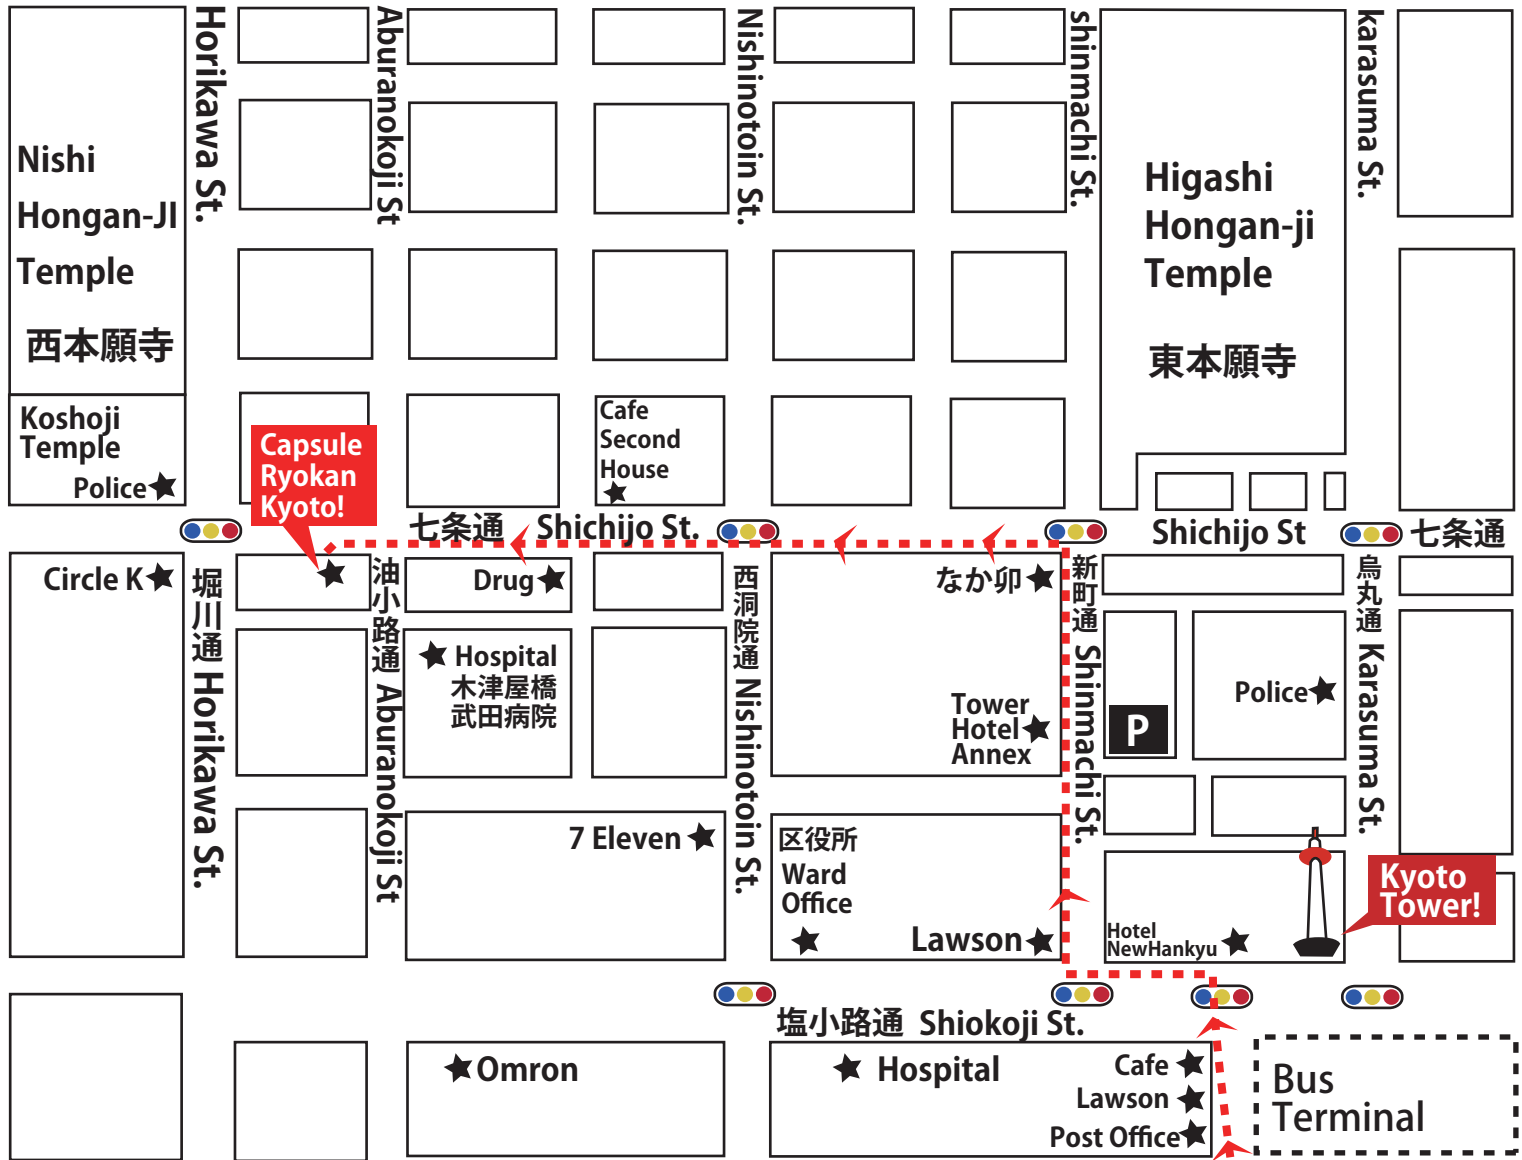 Horikawa St.
Aburanokoji St
Nishinotoin St.
shinmachi St.
karasuma St.
Nishi
Hongan-JI
Temple
西本願寺
Higashi
Hongan-ji
Temple
東本願寺
Koshoji
Temple
Police
Capsule
Ryokan
Kyoto!
Cafe
Second
House
七条通 Shichijo St.
Shichijo St
七条通
Circle K
堀川通 Horikawa St.
油小路通 Aburanokoji St
Drug
Hospital
木津屋橋
武田病院
西洞院通 Nishinotoin St.
なか卯
Tower
Hotel
Annex
新町通 Shinmachi St.
P
Police
烏丸通 Karasuma St.
7 Eleven
区役所
Ward
Office
Lawson
Hotel
NewHankyu
Kyoto
Tower!
塩小路通 Shiokoji St.
Omron
Hospital
Cafe
Lawson
Post Office
Bus
Terminal